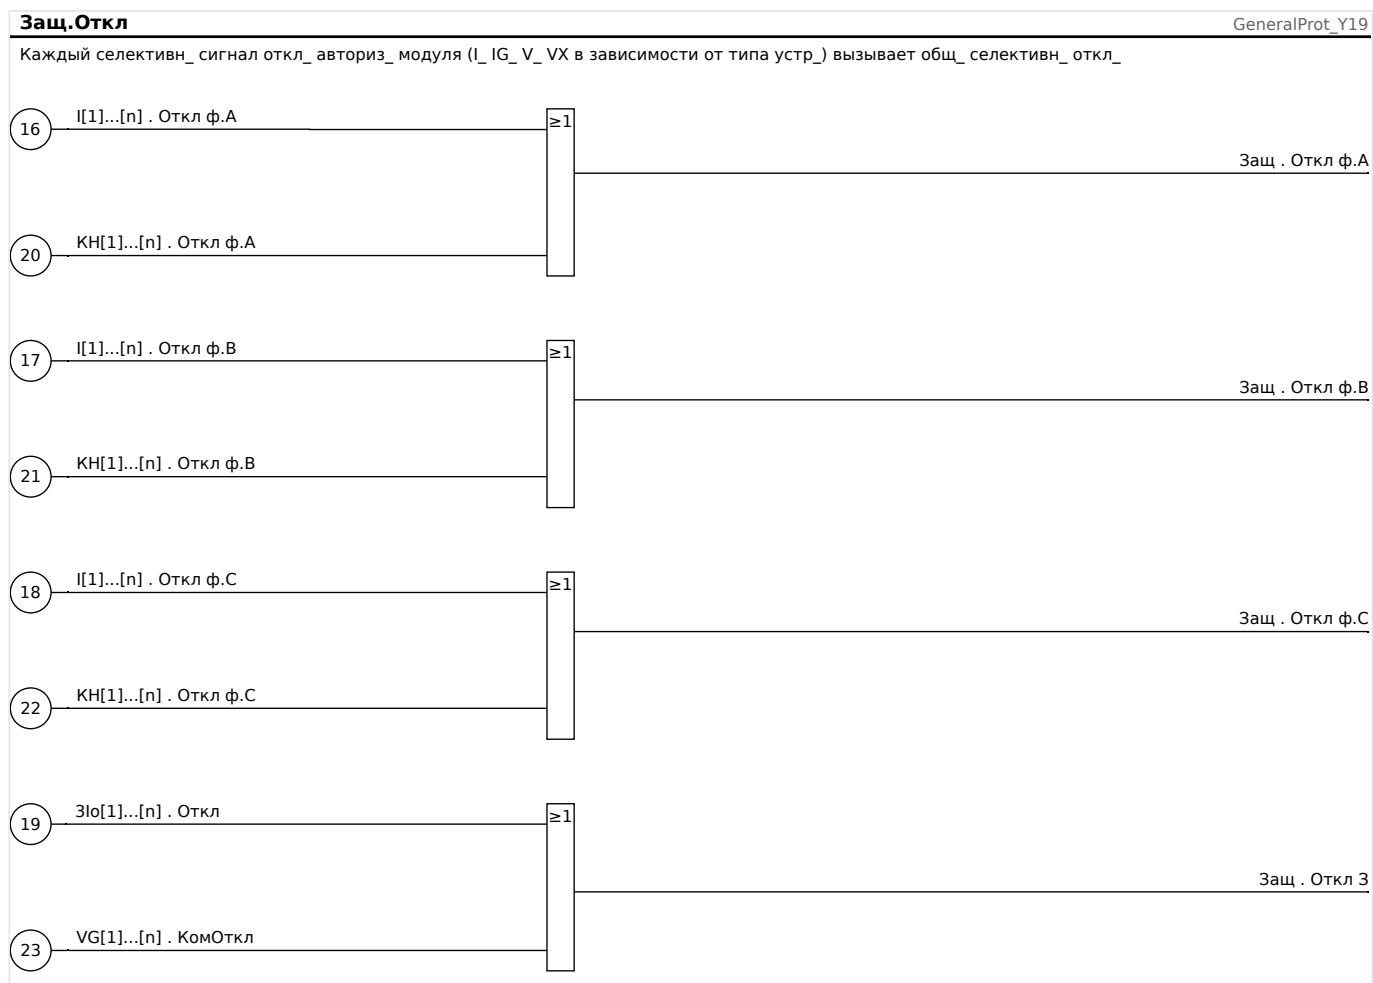 Защ.Откл
GeneralProt_Y19
Каждый селективн_ сигнал откл_ авториз_ модуля (I_ IG_ V_ VX в зависимости от типа устр_) вызывает общ_ селективн_ откл_
16 I[1]...[n] . Откл ф.A
≥1
Защ . Откл ф.A
20 КН[1]...[n] . Откл ф.A
17 I[1]...[n] . Откл ф.B
≥1
Защ . Откл ф.B
21 КН[1]...[n] . Откл ф.B
18 I[1]...[n] . Откл ф.C
≥1
Защ . Откл ф.C
22 КН[1]...[n] . Откл ф.C
19 3Io[1]...[n] . Откл
≥1
Защ . Откл З
23 VG[1]...[n] . КомОткл